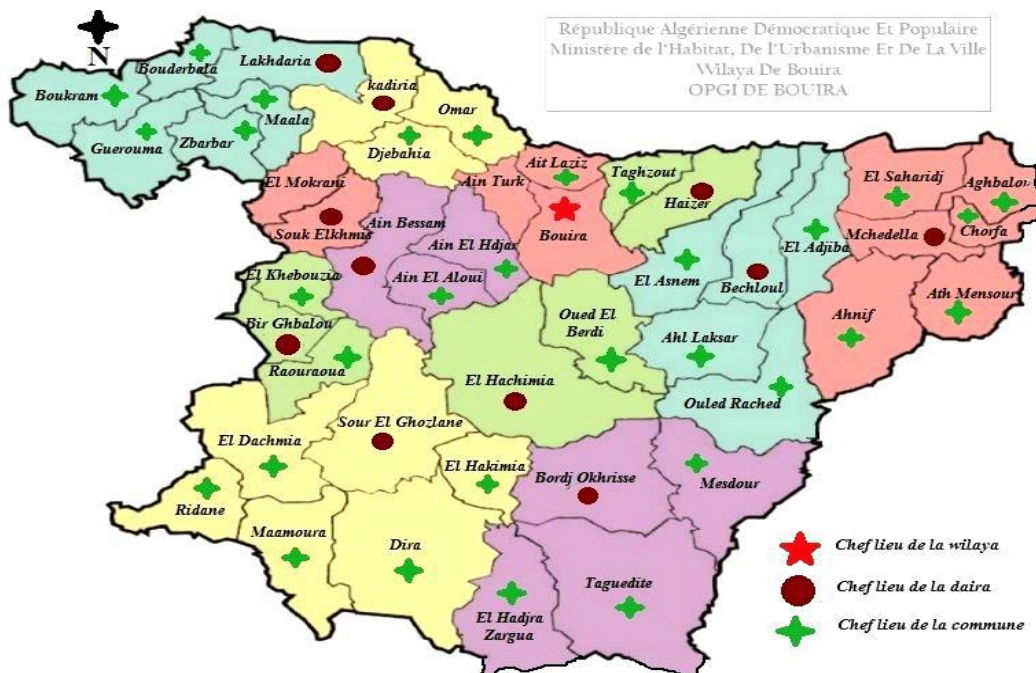 République Algérienne Démocratique Et Populaire
Ministère de l'Habitat, De l'Urbanisme Et De La Ville
Wilaya De Bouira
OPGI DE BOUIRA
N
Bouderbala
Lakhdaria
Boukram
kadiria
Maala
Omar
Guerouma
Zbarbar
Djebahia
Ait Laziz
El Mokrani
Ain Turk
Taghzout
Haizer
El Saharidj
Aghbalou
Ain Bessam
Souk Elkhmis
Bouira
Mchedella
Chorfa
Ain El Hdjar
El Adjiba
El Khebouzia
Ain El Aloui
El Asnem
Bechloul
Ath Mensour
Oued El
Berdi
Ahnif
Bir Ghbalou
Ahl Laksar
Raouraoua
El Hachimia
Ouled Rached
Sour El Ghozlane
El Dachmia
El Hakimia
Bordj Okhrisse
Mesdour
Ridane
Maamoura
Dira
Taguedite
El Hadjra
Zargua
Chef lieu de la wilaya
Chef lieu de la daira
Chef lieu de la commune